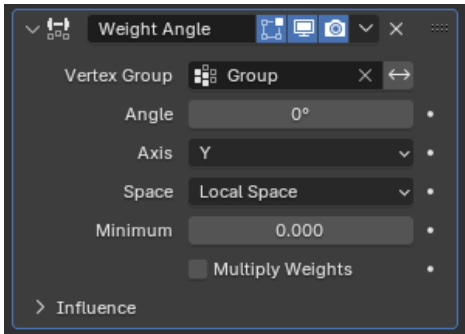 Weight Angle
Vertex Group Group
Angle 0°
Axis Y
Space Local Space
Minimum 0.000
Multiply Weights
Influence